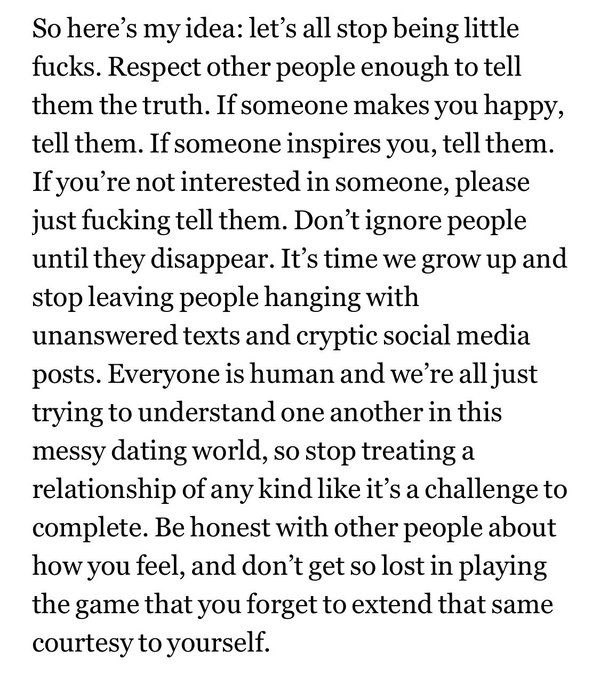 So here’s my idea: let’s all stop being little
fucks. Respect other people enough to tell
them the truth. If someone makes you happy,
tell them. If someone inspires you, tell them.
If you’re not interested in someone, please
just fucking tell them. Don’t ignore people
until they disappear. It’s time we grow up and
stop leaving people hanging with
unanswered texts and cryptic social media
posts. Everyone is human and we’re all just
trying to understand one another in this
messy dating world, so stop treating a
relationship of any kind like it’s a challenge to
complete. Be honest with other people about
how you feel, and don’t get so lost in playing
the game that you forget to extend that same
courtesy to yourself.